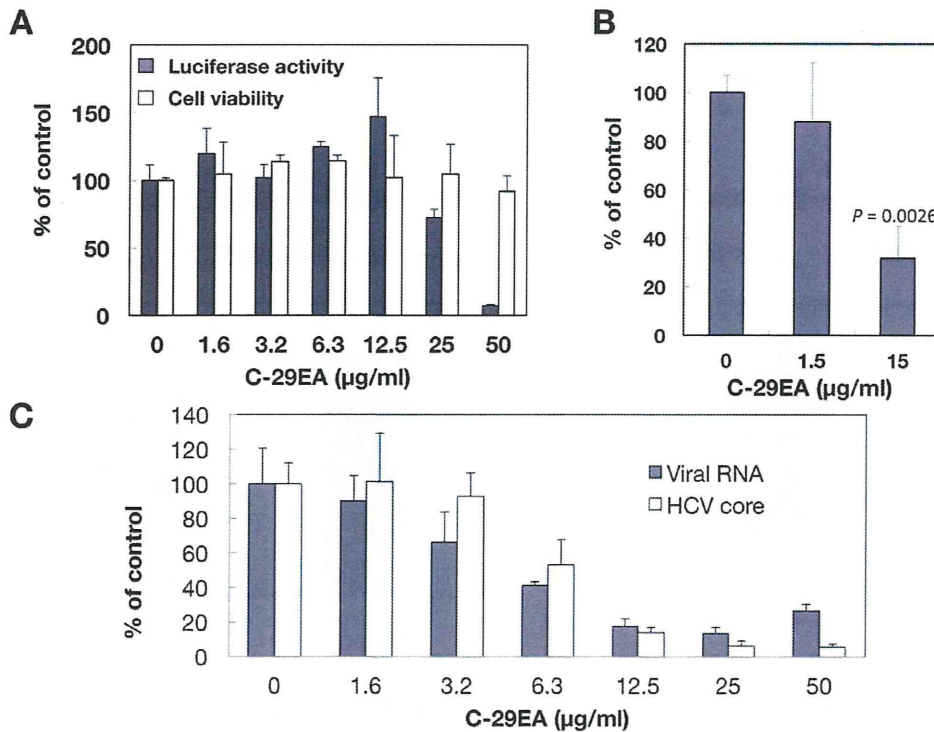 A
200
150
100
50
0
% of control
Luciferase activity
Cell viability
0 1.6 3.2 6.3 12.5 25 50
C-29EA (µg/ml)
B
120
100
80
60
40
20
0
% of control
P = 0.0026
0 1.5 15
C-29EA (µg/ml)
C
140
120
100
80
60
40
20
0
% of control
Viral RNA
HCV core
0 1.6 3.2 6.3 12.5 25 50
C-29EA (µg/ml)